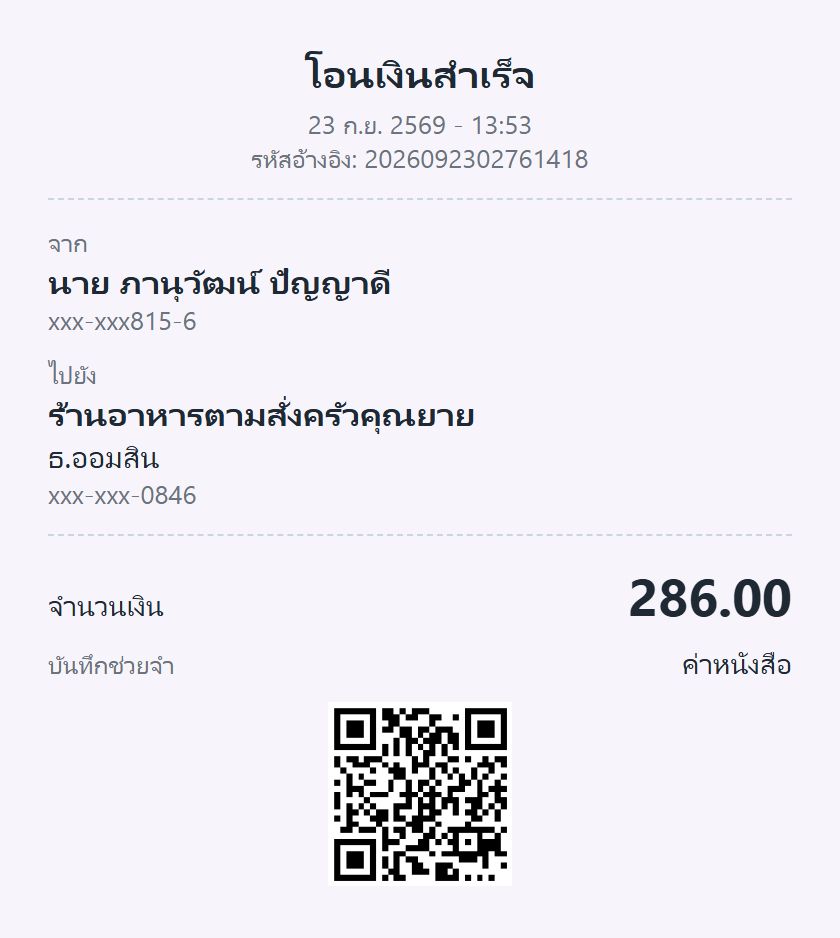 โอนเงินสำเร็จ
23 ก.ย. 2569 - 13:53
รหัสอ้างอิง: 2026092302761418
จาก
นาย ภานุวัฒน์ ปัญญาดี
xxx-xxx815-6
ไปยัง
ร้านอาหารตามสั่งครัวคุณยาย
ธ.ออมสิน
xxx-xxx-0846
จำนวนเงิน 286.00
บันทึกช่วยจำ ค่าหนังสือ